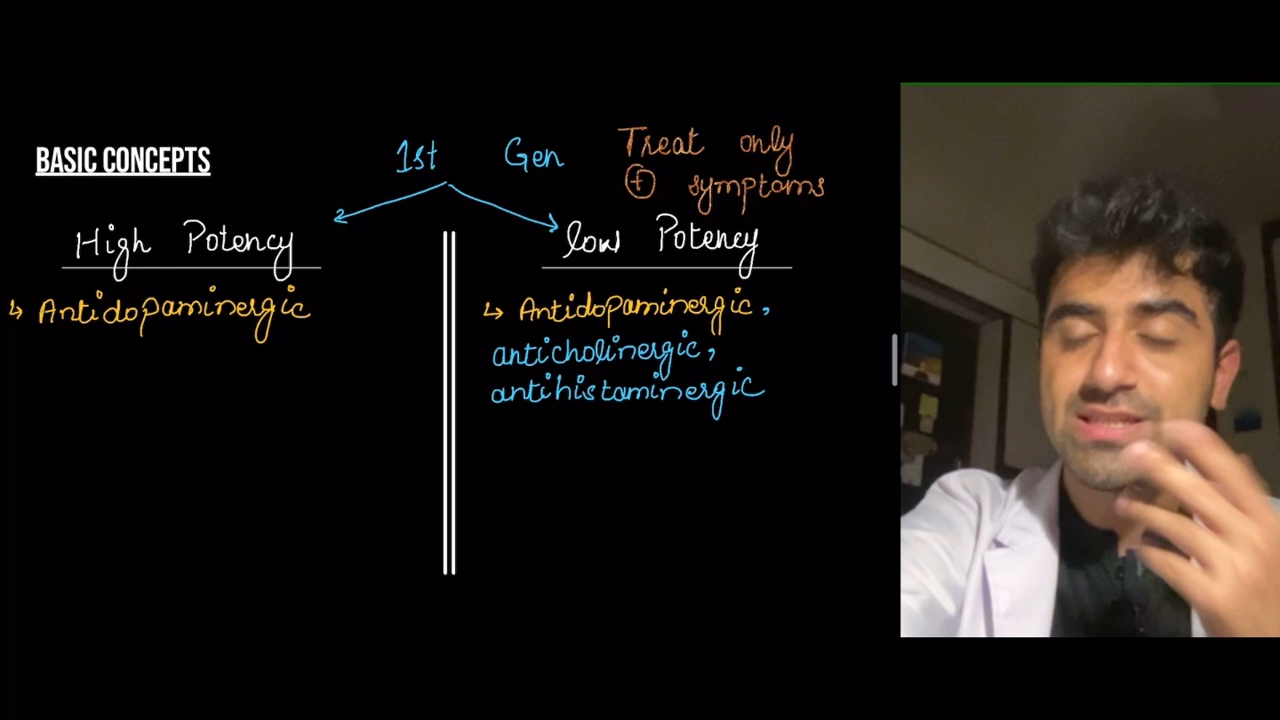 BASIC CONCEPTS
1st Gen
Treat only
⊕ symptoms
High Potency
low Potency
↳ Antidopaminergic
↳ Antidopaminergic,
anticholinergic,
antihistaminergic